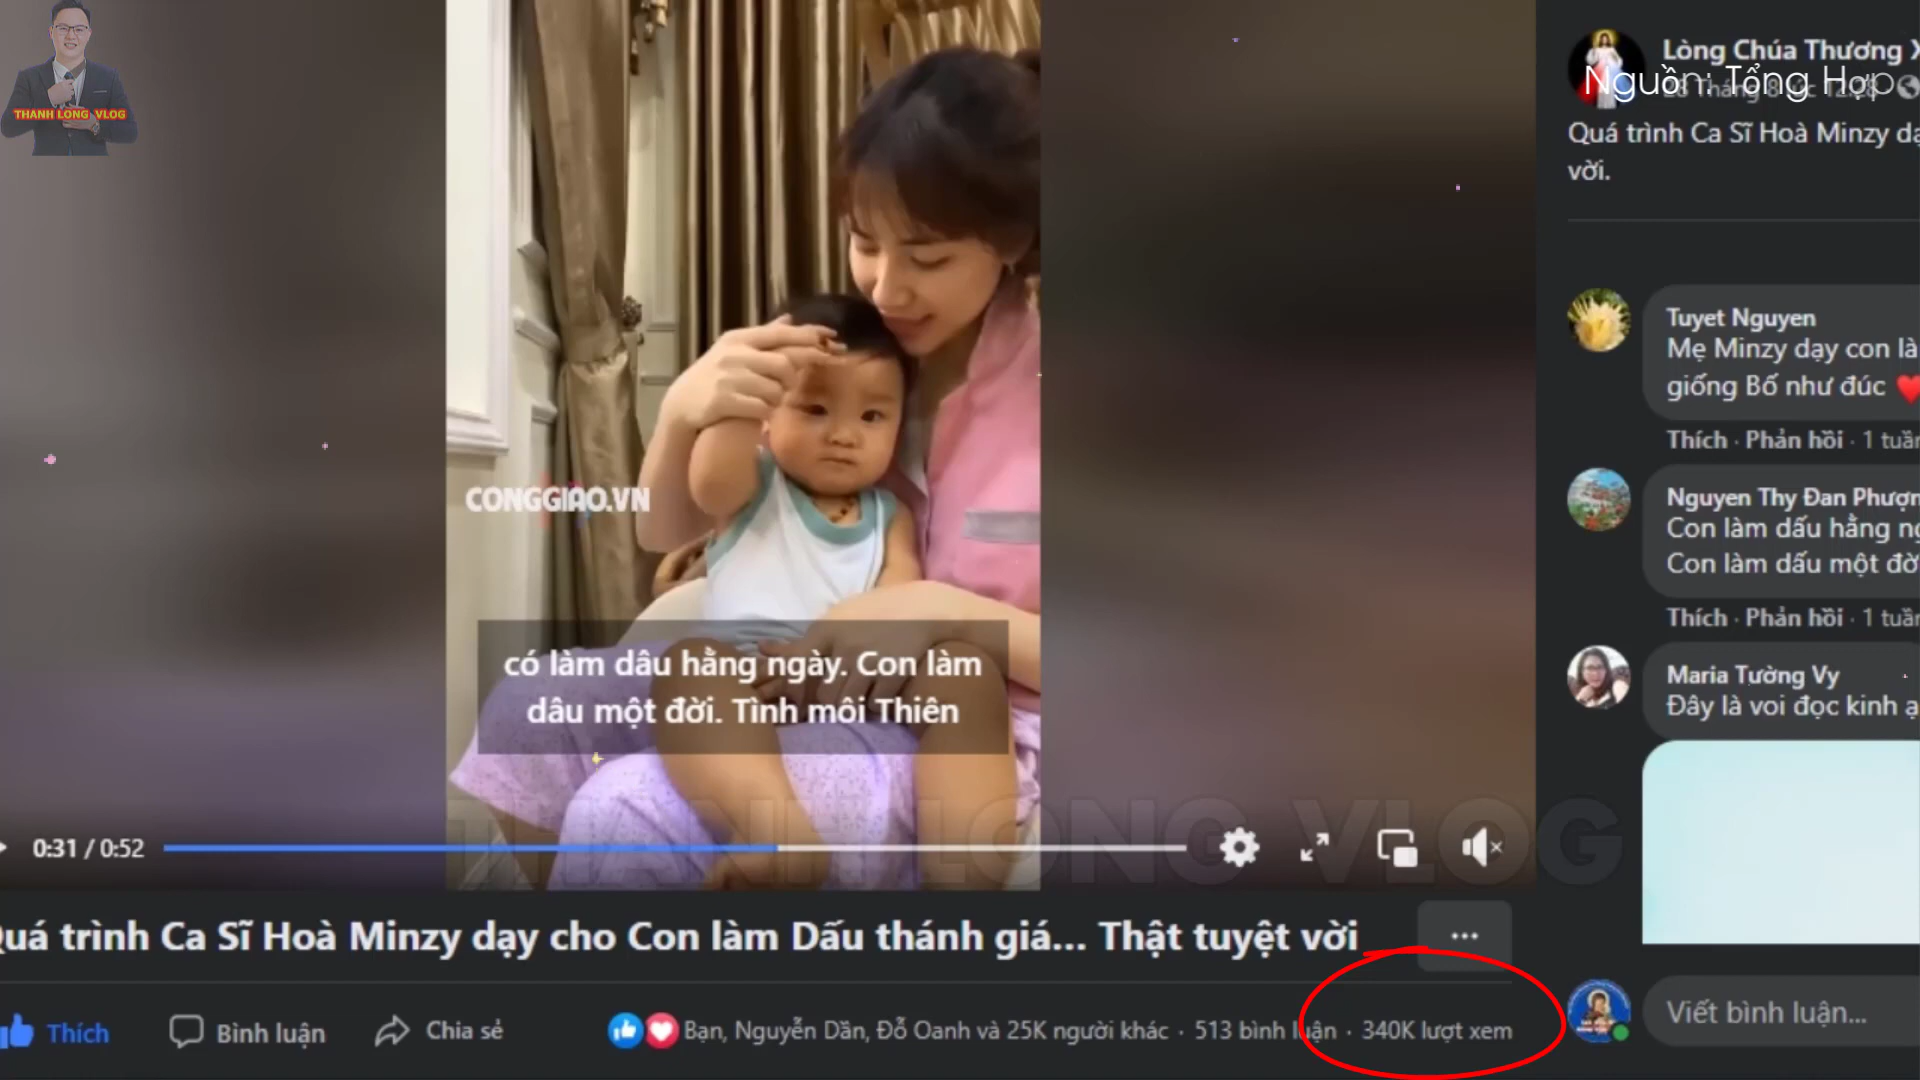 THANH LONG VLOG
CONGGIAO.VN
có làm dâu hằng ngày. Con làm
dâu một đời. Tình môi Thiên
THANH LONG VLOG
0:31 / 0:52
Quá trình Ca Sĩ Hoà Minzy dạy cho Con làm Dấu thánh giá... Thật tuyệt vời
Thích
Bình luận
Chia sẻ
Bạn, Nguyễn Dần, Đỗ Oanh và 25K người khác · 513 bình luận · 340K lượt xem
Lòng Chúa Thương X
Nguồn: Tổng Hợp
Quá trình Ca Sĩ Hoà Minzy dạ
vời.
Tuyet Nguyen
Mẹ Minzy dạy con là
giống Bố như đúc
Thích · Phản hồi · 1 tuần
Nguyen Thy Đan Phượn
Con làm dấu hằng ng
Con làm dấu một đờ
Thích · Phản hồi · 1 tuần
Maria Tường Vy
Đây là voi đọc kinh ạ
Viết bình luận...